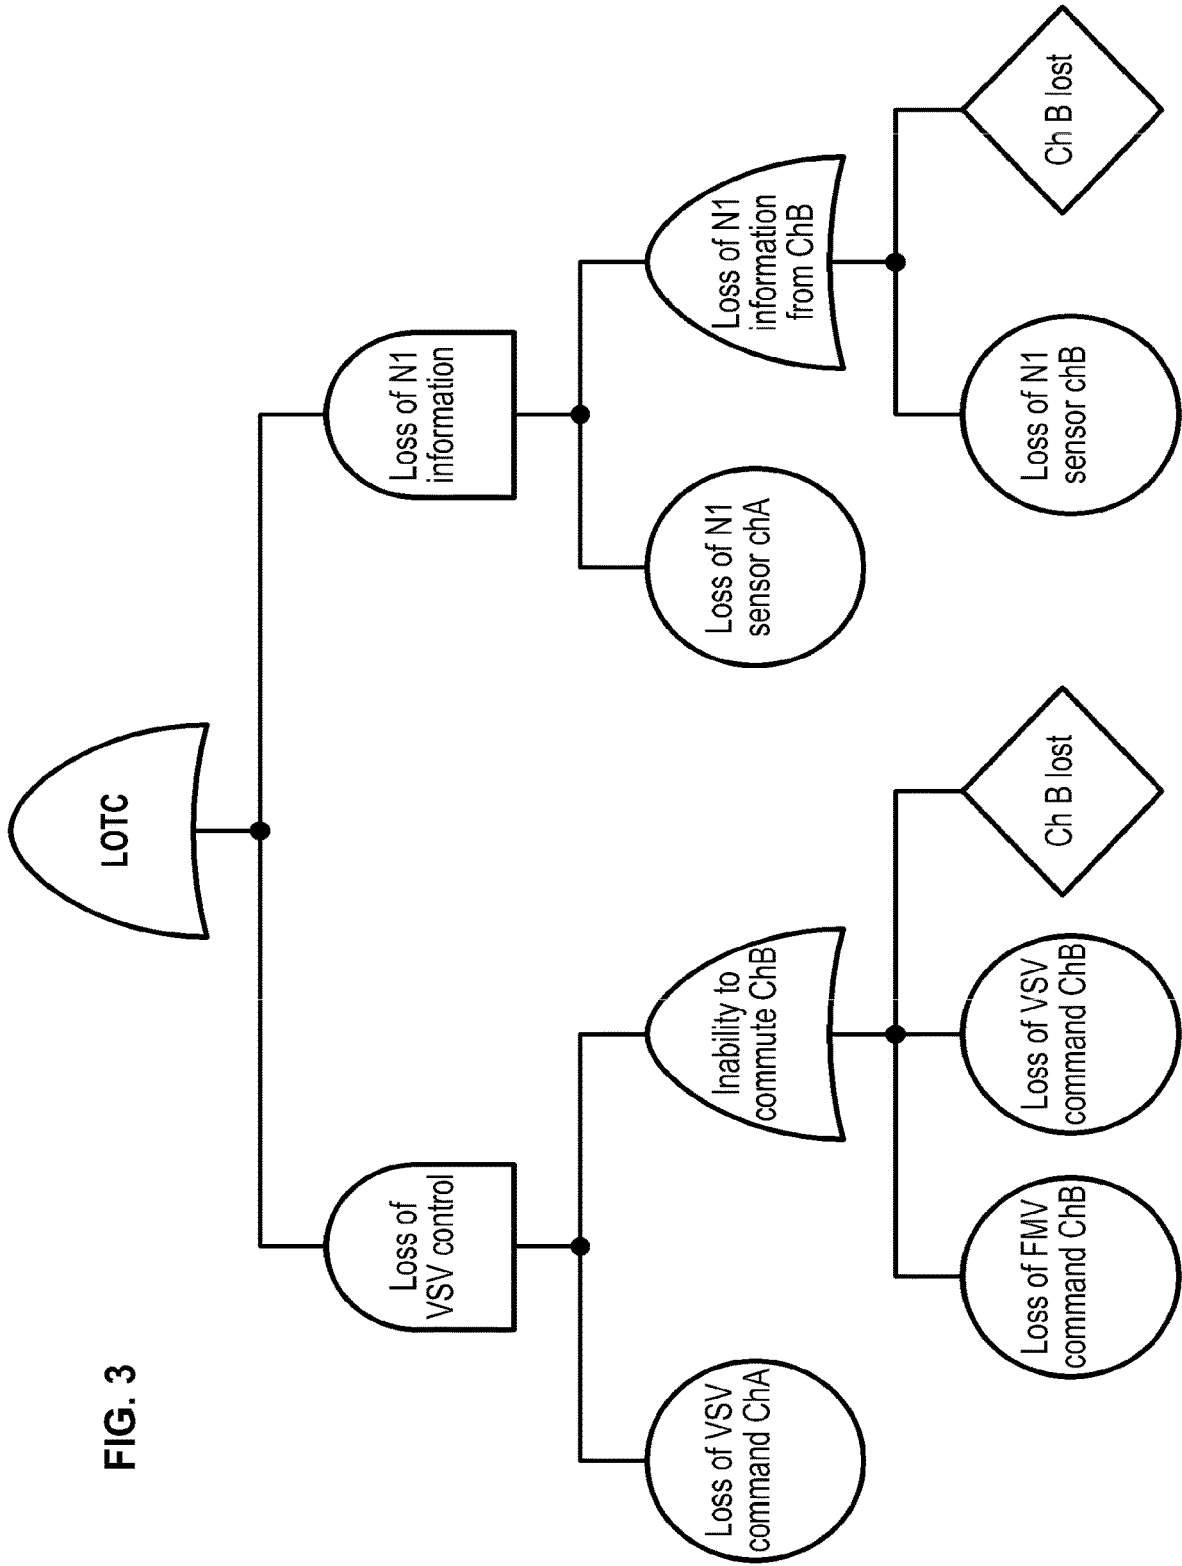 FIG. 3
LOTC
Loss of
VSV control
Loss of N1
information
Loss of VSV
command ChA
Inability to
commute ChB
Loss of N1
sensor chA
Loss of N1
information
from ChB
Loss of FMV
command ChB
Loss of VSV
command ChB
Ch B lost
Loss of N1
sensor chB
Ch B lost